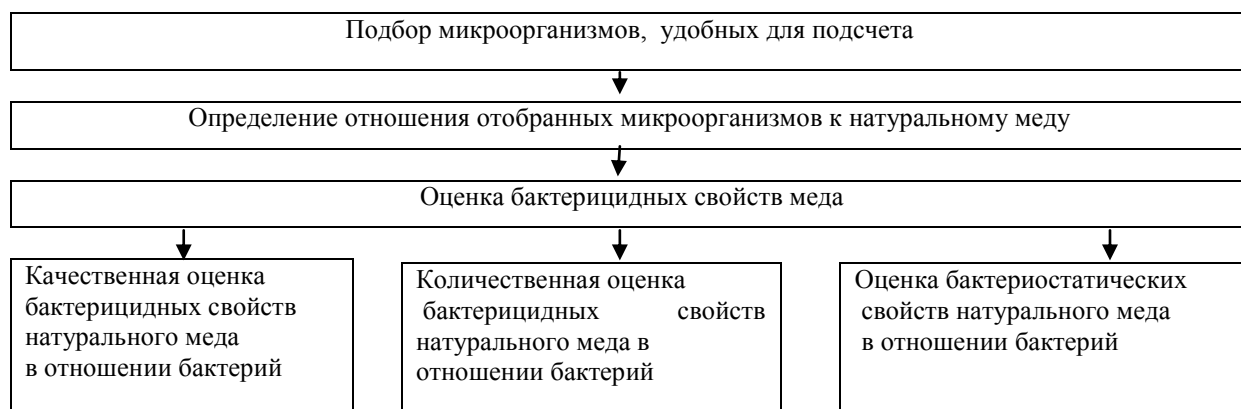 Подбор микроорганизмов, удобных для подсчета
Определение отношения отобранных микроорганизмов к натуральному меду
Оценка бактерицидных свойств меда
Качественная оценка
бактерицидных свойств
натурального меда
в отношении бактерий
Количественная оценка
бактерицидных свойств
натурального меда в
отношении бактерий
Оценка бактериостатических
свойств натурального меда
в отношении бактерий